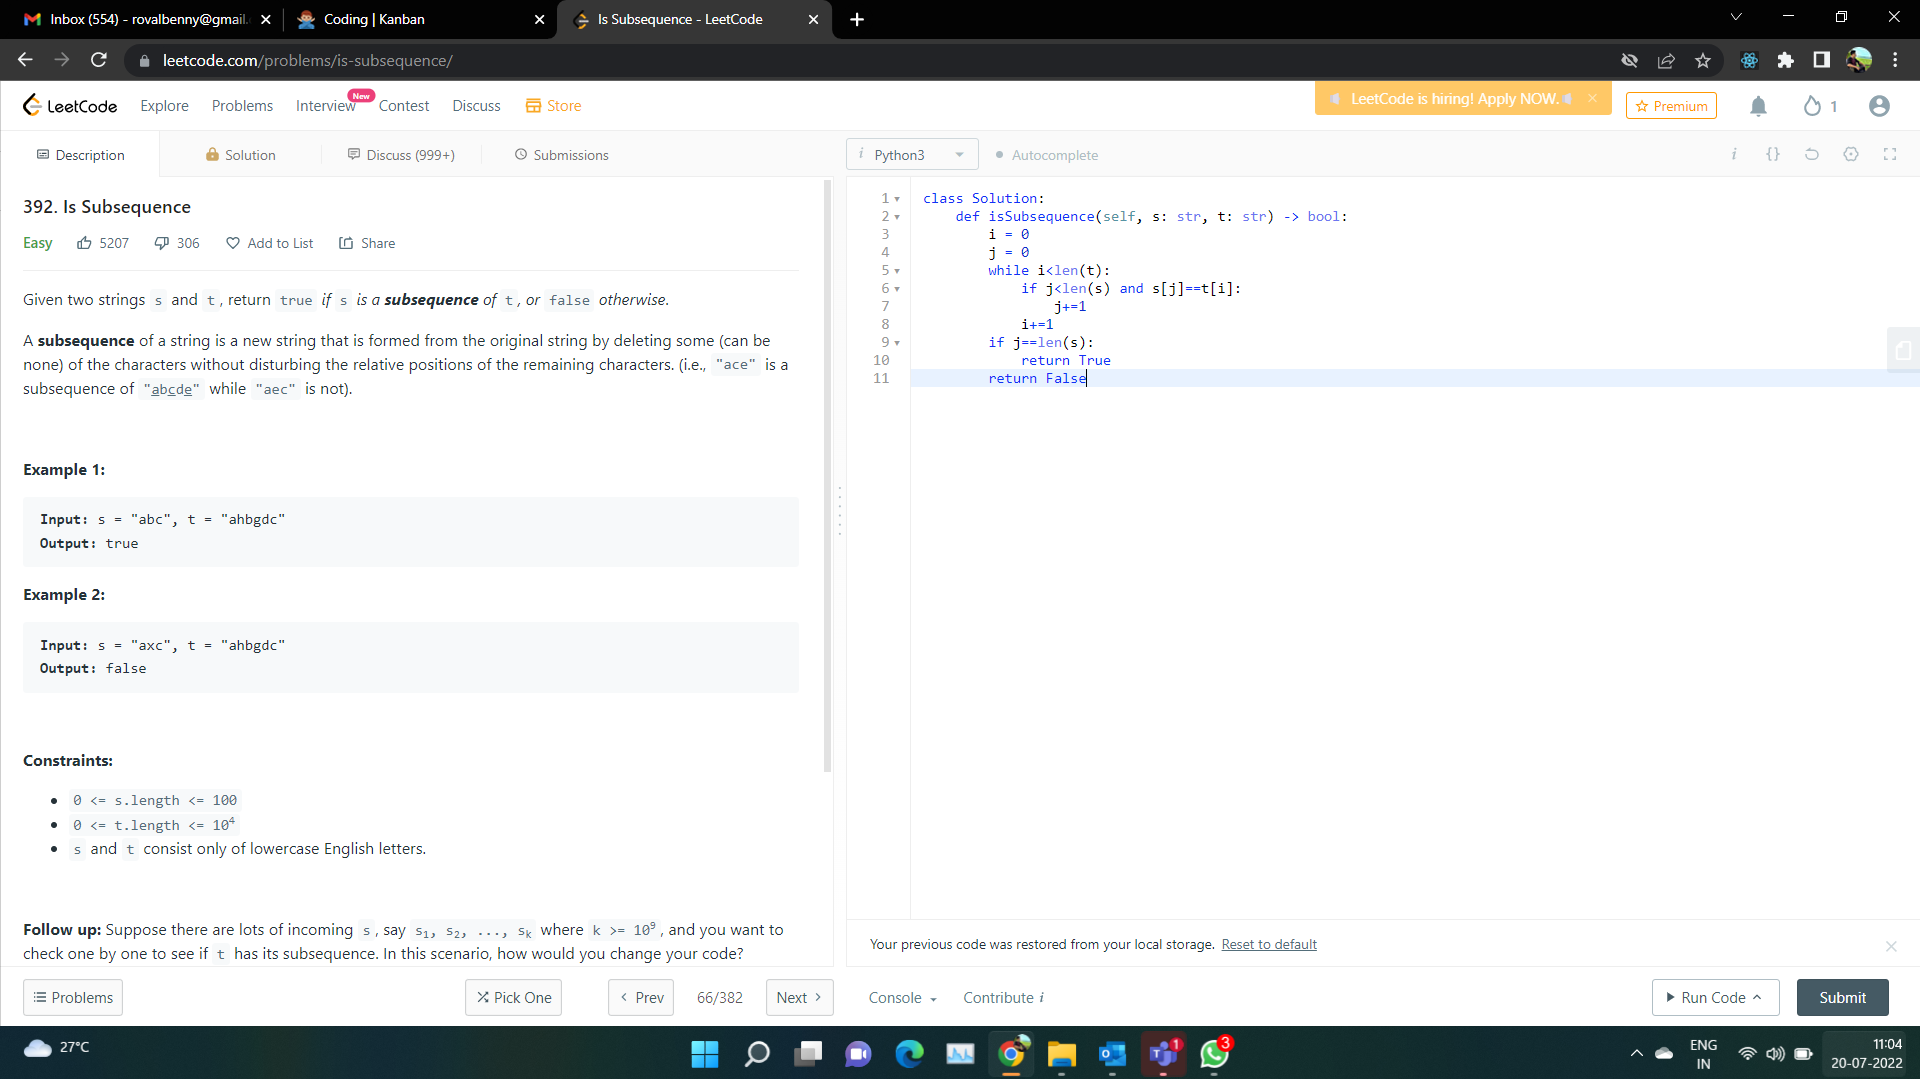 Inbox (554) - rovalbenny@gmail.
Coding | Kanban
Is Subsequence - LeetCode
leetcode.com/problems/is-subsequence/
LeetCode
Explore
Problems
Interview
New
Contest
Discuss
Store
LeetCode is hiring! Apply NOW.
Premium
1
Description
Solution
Discuss (999+)
Submissions
i Python3
Autocomplete
i {}
392. Is Subsequence
Easy 5207 306 Add to List Share
Given two strings s and t, return true if s is a subsequence of t, or false otherwise.
A subsequence of a string is a new string that is formed from the original string by deleting some (can be
none) of the characters without disturbing the relative positions of the remaining characters. (i.e., "ace" is a
subsequence of "abcde" while "aec" is not).
Example 1:
Input: s = "abc", t = "ahbgdc"
Output: true
Example 2:
Input: s = "axc", t = "ahbgdc"
Output: false
Constraints:
0 <= s.length <= 100
0 <= t.length <= 10⁴
s and t consist only of lowercase English letters.
Follow up: Suppose there are lots of incoming s, say s₁, s₂, ..., sₖ where k >= 10⁹, and you want to
check one by one to see if t has its subsequence. In this scenario, how would you change your code?
1 class Solution:
2     def isSubsequence(self, s: str, t: str) -> bool:
3         i = 0
4         j = 0
5         while i<len(t):
6             if j<len(s) and s[j]==t[i]:
7                 j+=1
8             i+=1
9         if j==len(s):
10             return True
11         return False
Your previous code was restored from your local storage. Reset to default
Problems
Pick One
Prev
66/382
Next
Console
Contribute i
Run Code
Submit
27°C
1
3
ENG
IN
11:04
20-07-2022